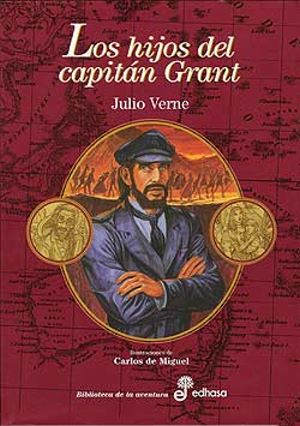 Los hijos del
capitán Grant
Julio Verne
Ilustraciones de
Carlos de Miguel
Biblioteca de la aventura
edhasa